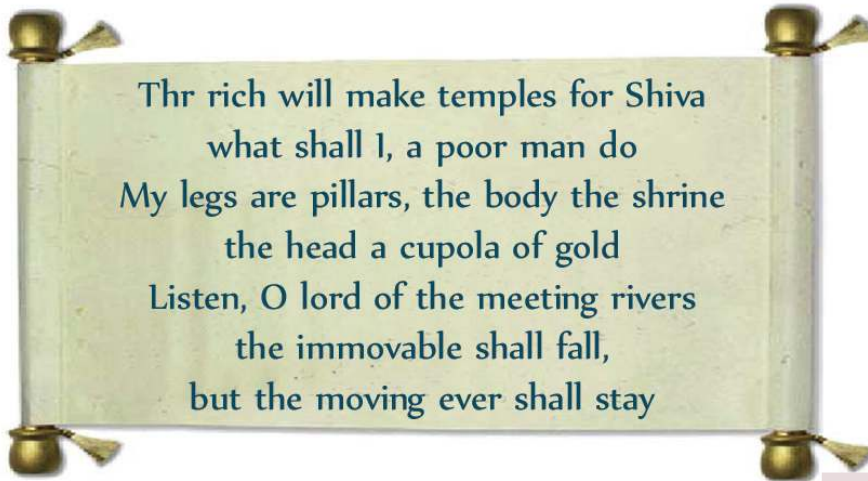 Thr rich will make temples for Shiva
what shall I, a poor man do
My legs are pillars, the body the shrine
the head a cupola of gold
Listen, O lord of the meeting rivers
the immovable shall fall,
but the moving ever shall stay